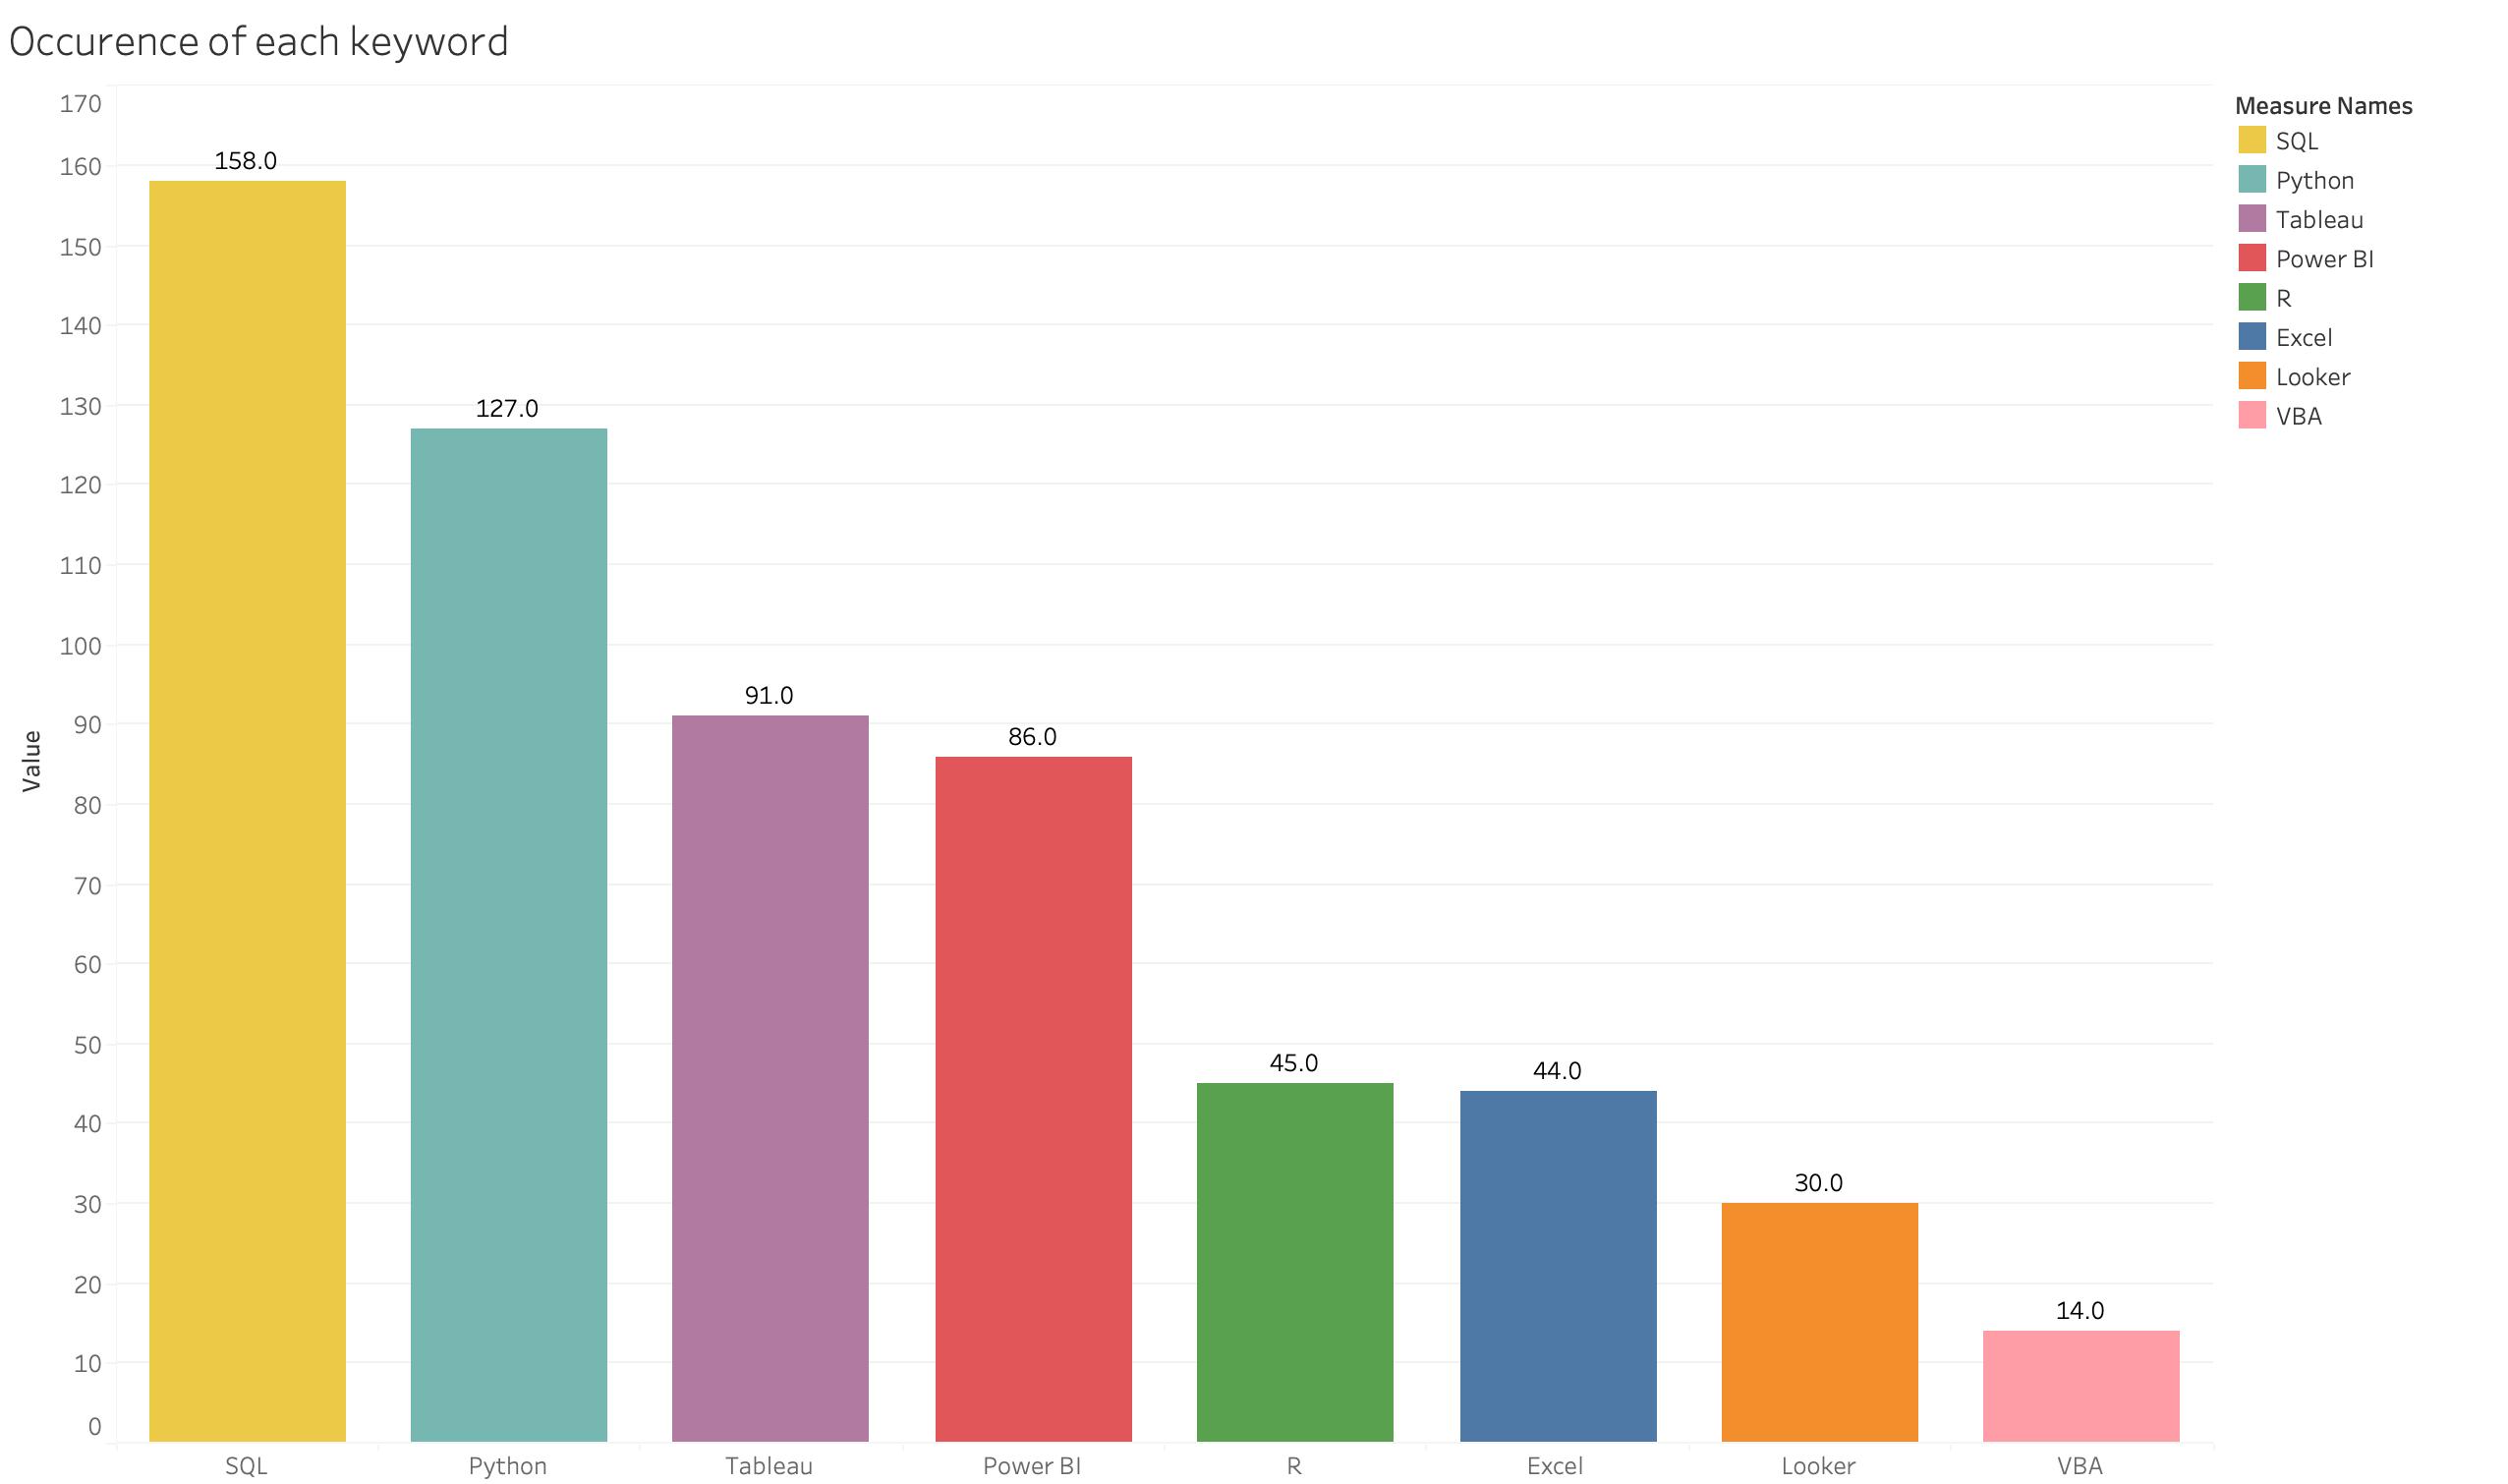 Occurence of each keyword
170
160
150
140
130
120
110
100
90
80
70
60
50
40
30
20
10
0
Value
158.0
127.0
91.0
86.0
45.0
44.0
30.0
14.0
SQL
Python
Tableau
Power BI
R
Excel
Looker
VBA
Measure Names
SQL
Python
Tableau
Power BI
R
Excel
Looker
VBA